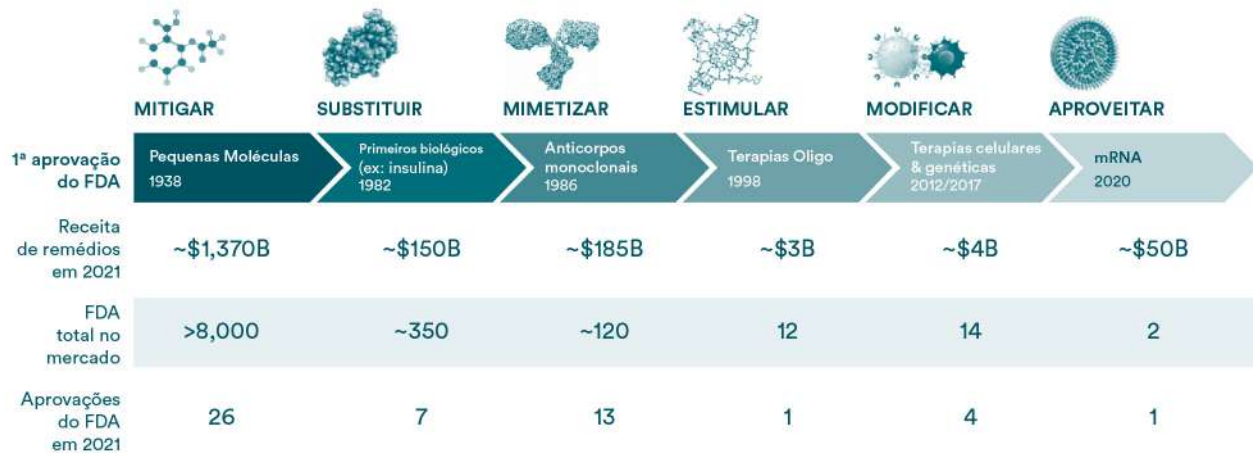 MITIGAR
SUBSTITUIR
MIMETIZAR
ESTIMULAR
MODIFICAR
APROVEITAR
1ª aprovação
do FDA
Pequenas Moléculas
1938
Primeiros biológicos
(ex: insulina)
1982
Anticorpos
monoclonais
1986
Terapias Oligo
1998
Terapias celulares
& genéticas
2012/2017
mRNA
2020
Receita
de remédios
em 2021
~$1,370B
~$150B
~$185B
~$3B
~$4B
~$50B
FDA
total no
mercado
>8,000
~350
~120
12
14
2
Aprovações
do FDA
em 2021
26
7
13
1
4
1